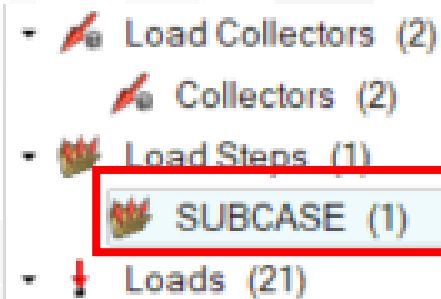 Load Collectors (2)
Collectors (2)
Load Steps (1)
SUBCASE (1)
Loads (21)